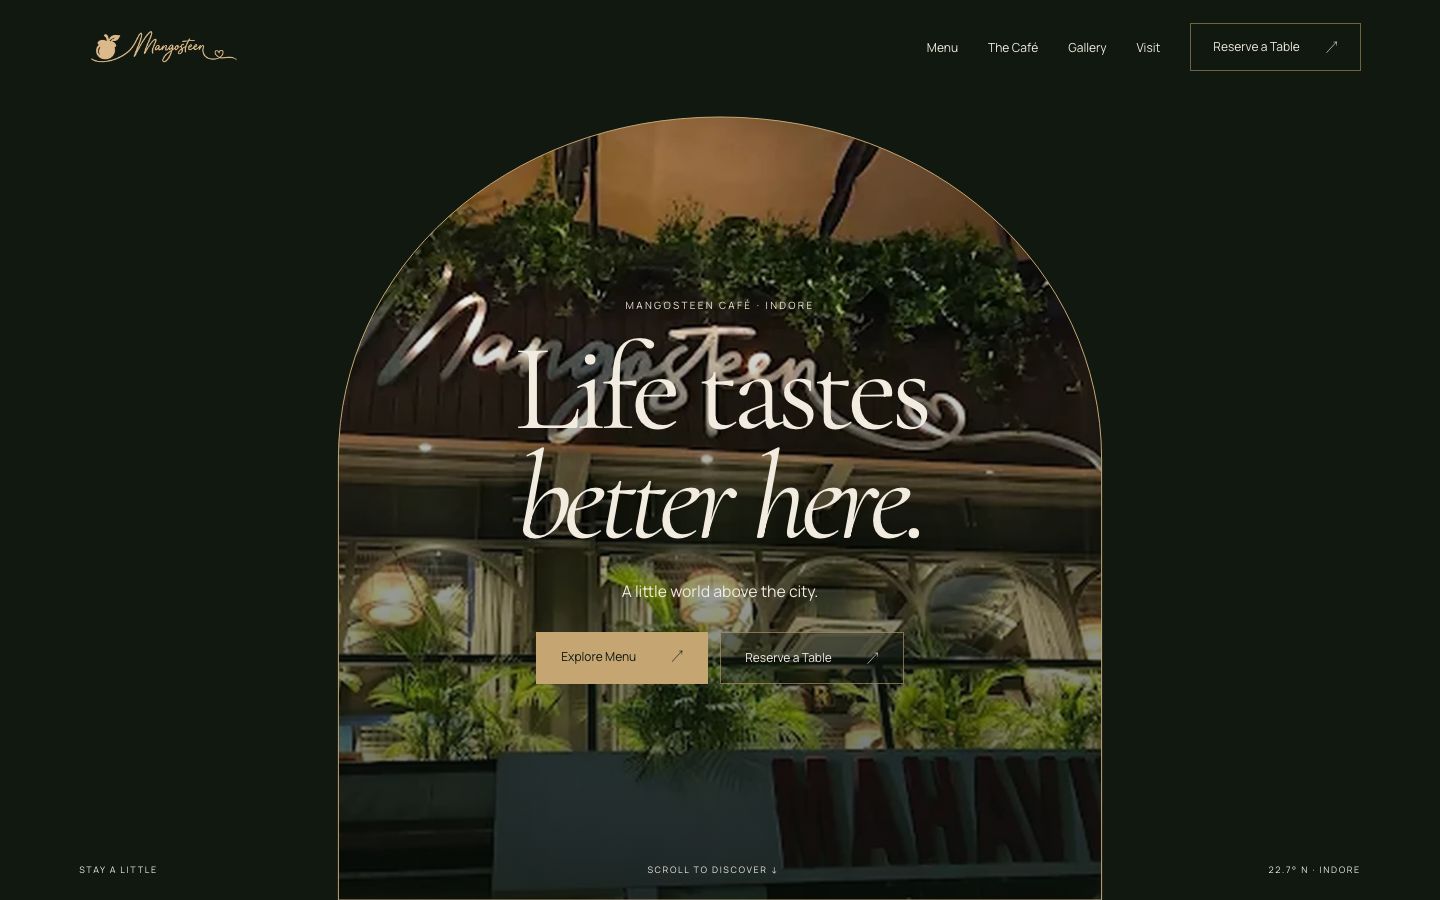 Mangosteen
Menu
The Café
Gallery
Visit
Reserve a Table ↗
MANGOSTEEN CAFÉ · INDORE
Mangosteen
Life tastes
better here.
A little world above the city.
Explore Menu ↗
Reserve a Table ↗
STAY A LITTLE
SCROLL TO DISCOVER ↓
22.7° N · INDORE